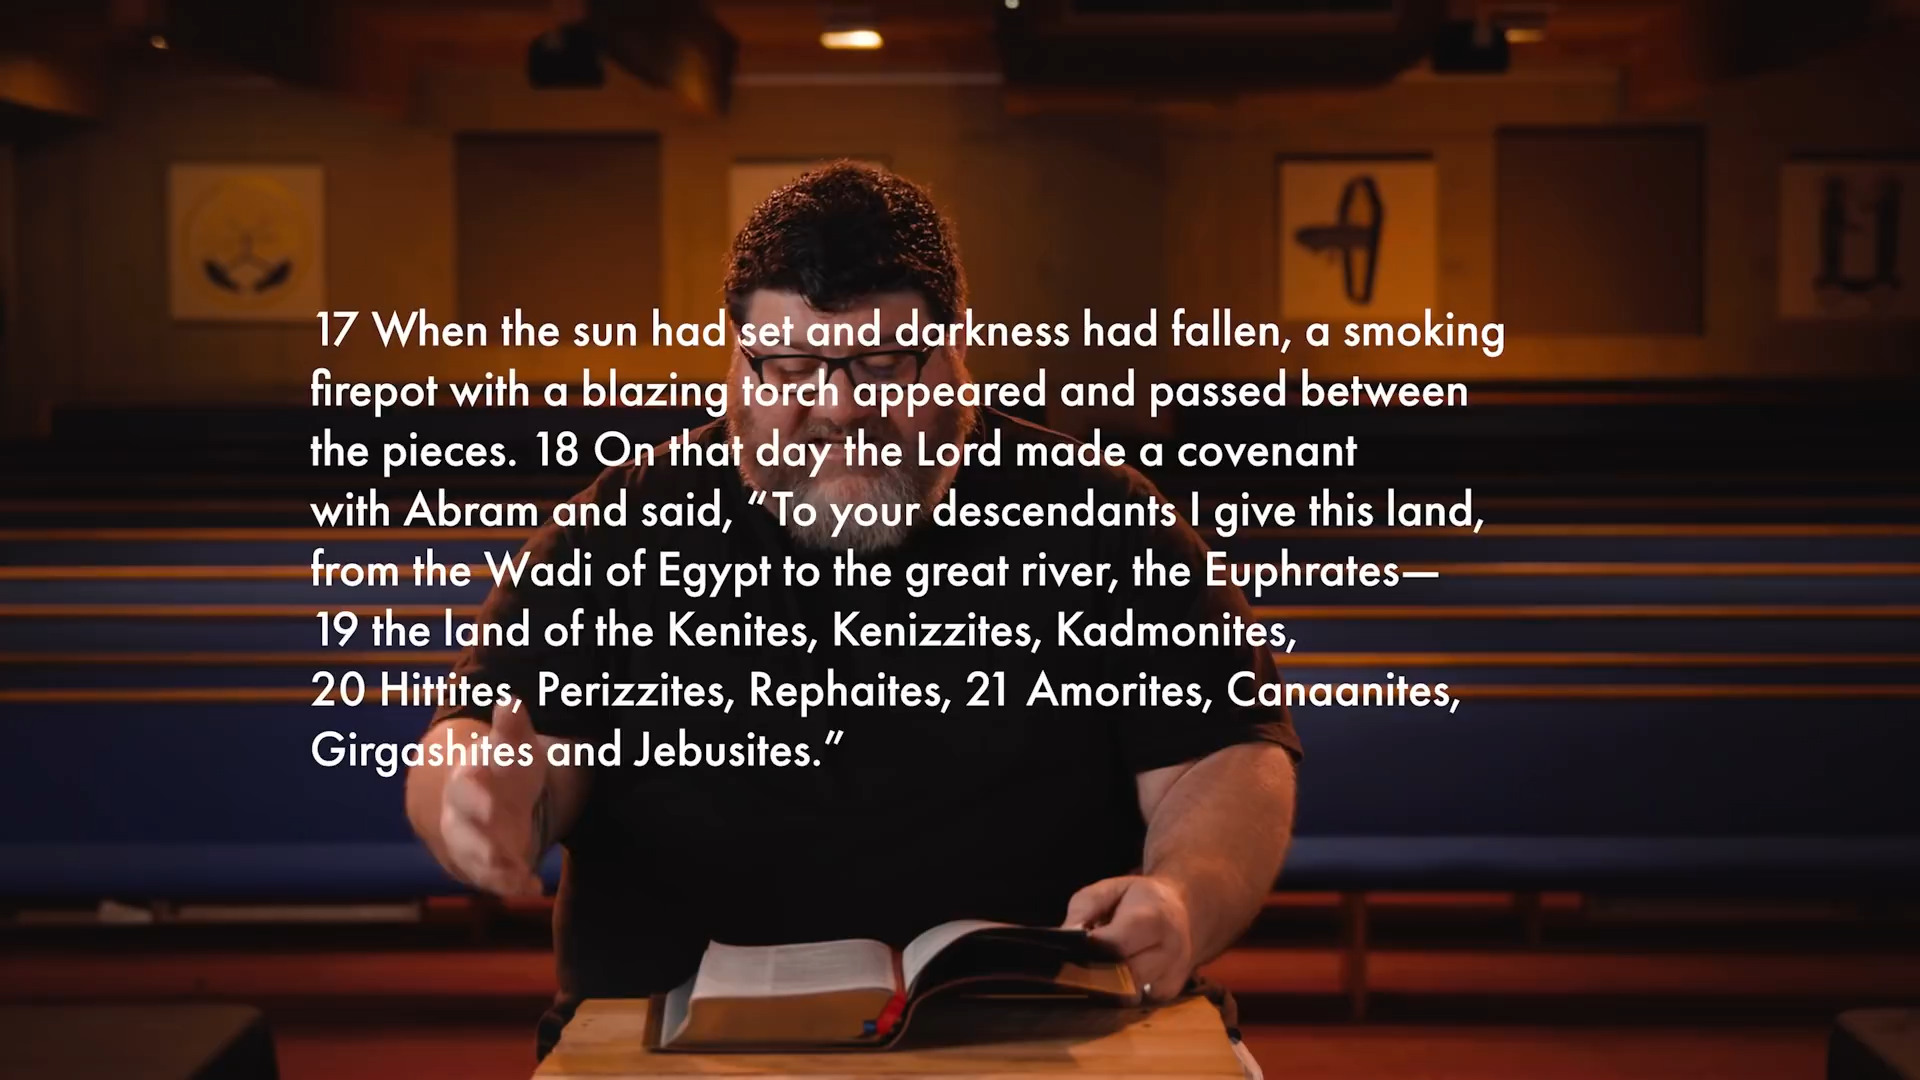 17 When the sun had set and darkness had fallen, a smoking
firepot with a blazing torch appeared and passed between
the pieces. 18 On that day the Lord made a covenant
with Abram and said, “To your descendants I give this land,
from the Wadi of Egypt to the great river, the Euphrates—
19 the land of the Kenites, Kenizzites, Kadmonites,
20 Hittites, Perizzites, Rephaites, 21 Amorites, Canaanites,
Girgashites and Jebusites.”